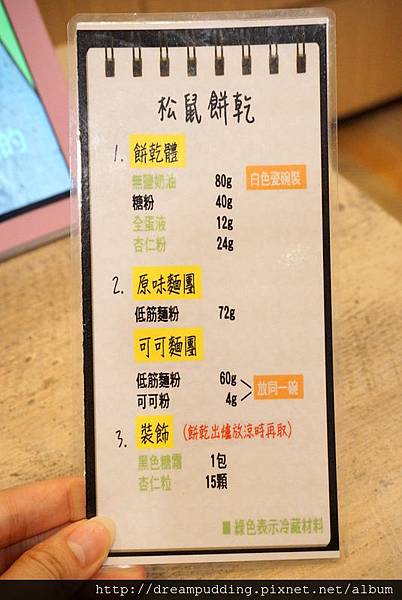 松鼠餅乾
1. 餅乾體
無鹽奶油 80g 白色瓷碗裝
糖粉 40g
全蛋液 12g
杏仁粉 24g
2. 原味麵團
低筋麵粉 72g
可可麵團
低筋麵粉 60g
可可粉 4g 放同一碗
3. 裝飾 (餅乾出爐放涼時再取)
黑色糖霜 1包
杏仁粒 15顆
■ 綠色表示冷藏材料
http://dreampudding.pixnet.net/album